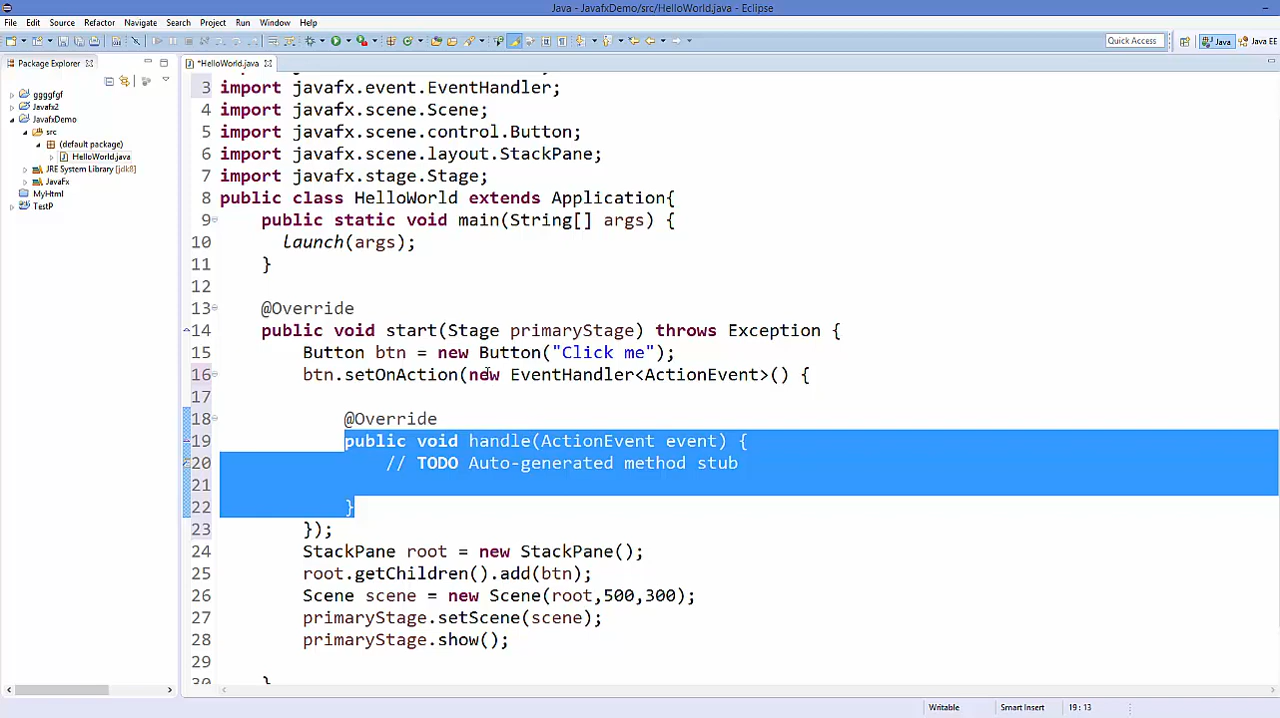 Java - JavafxDemo/src/HelloWorld.java - Eclipse
File Edit Source Refactor Navigate Search Project Run Window Help
Quick Access Java Java EE
Package Explorer
*HelloWorld.java
ggggfgf
Javafx2
JavafxDemo
src
(default package)
HelloWorld.java
JRE System Library [jdk8]
JavaFx
MyHtml
TestP
3 import javafx.event.EventHandler;
4 import javafx.scene.Scene;
5 import javafx.scene.control.Button;
6 import javafx.scene.layout.StackPane;
7 import javafx.stage.Stage;
8 public class HelloWorld extends Application{
9 public static void main(String[] args) {
10 launch(args);
11 }
12
13 @Override
14 public void start(Stage primaryStage) throws Exception {
15 Button btn = new Button("Click me");
16 btn.setOnAction(new EventHandler<ActionEvent>() {
17
18 @Override
19 public void handle(ActionEvent event) {
20 // TODO Auto-generated method stub
21
22 }
23 });
24 StackPane root = new StackPane();
25 root.getChildren().add(btn);
26 Scene scene = new Scene(root,500,300);
27 primaryStage.setScene(scene);
28 primaryStage.show();
29
30 }
Writable Smart Insert 19 : 13